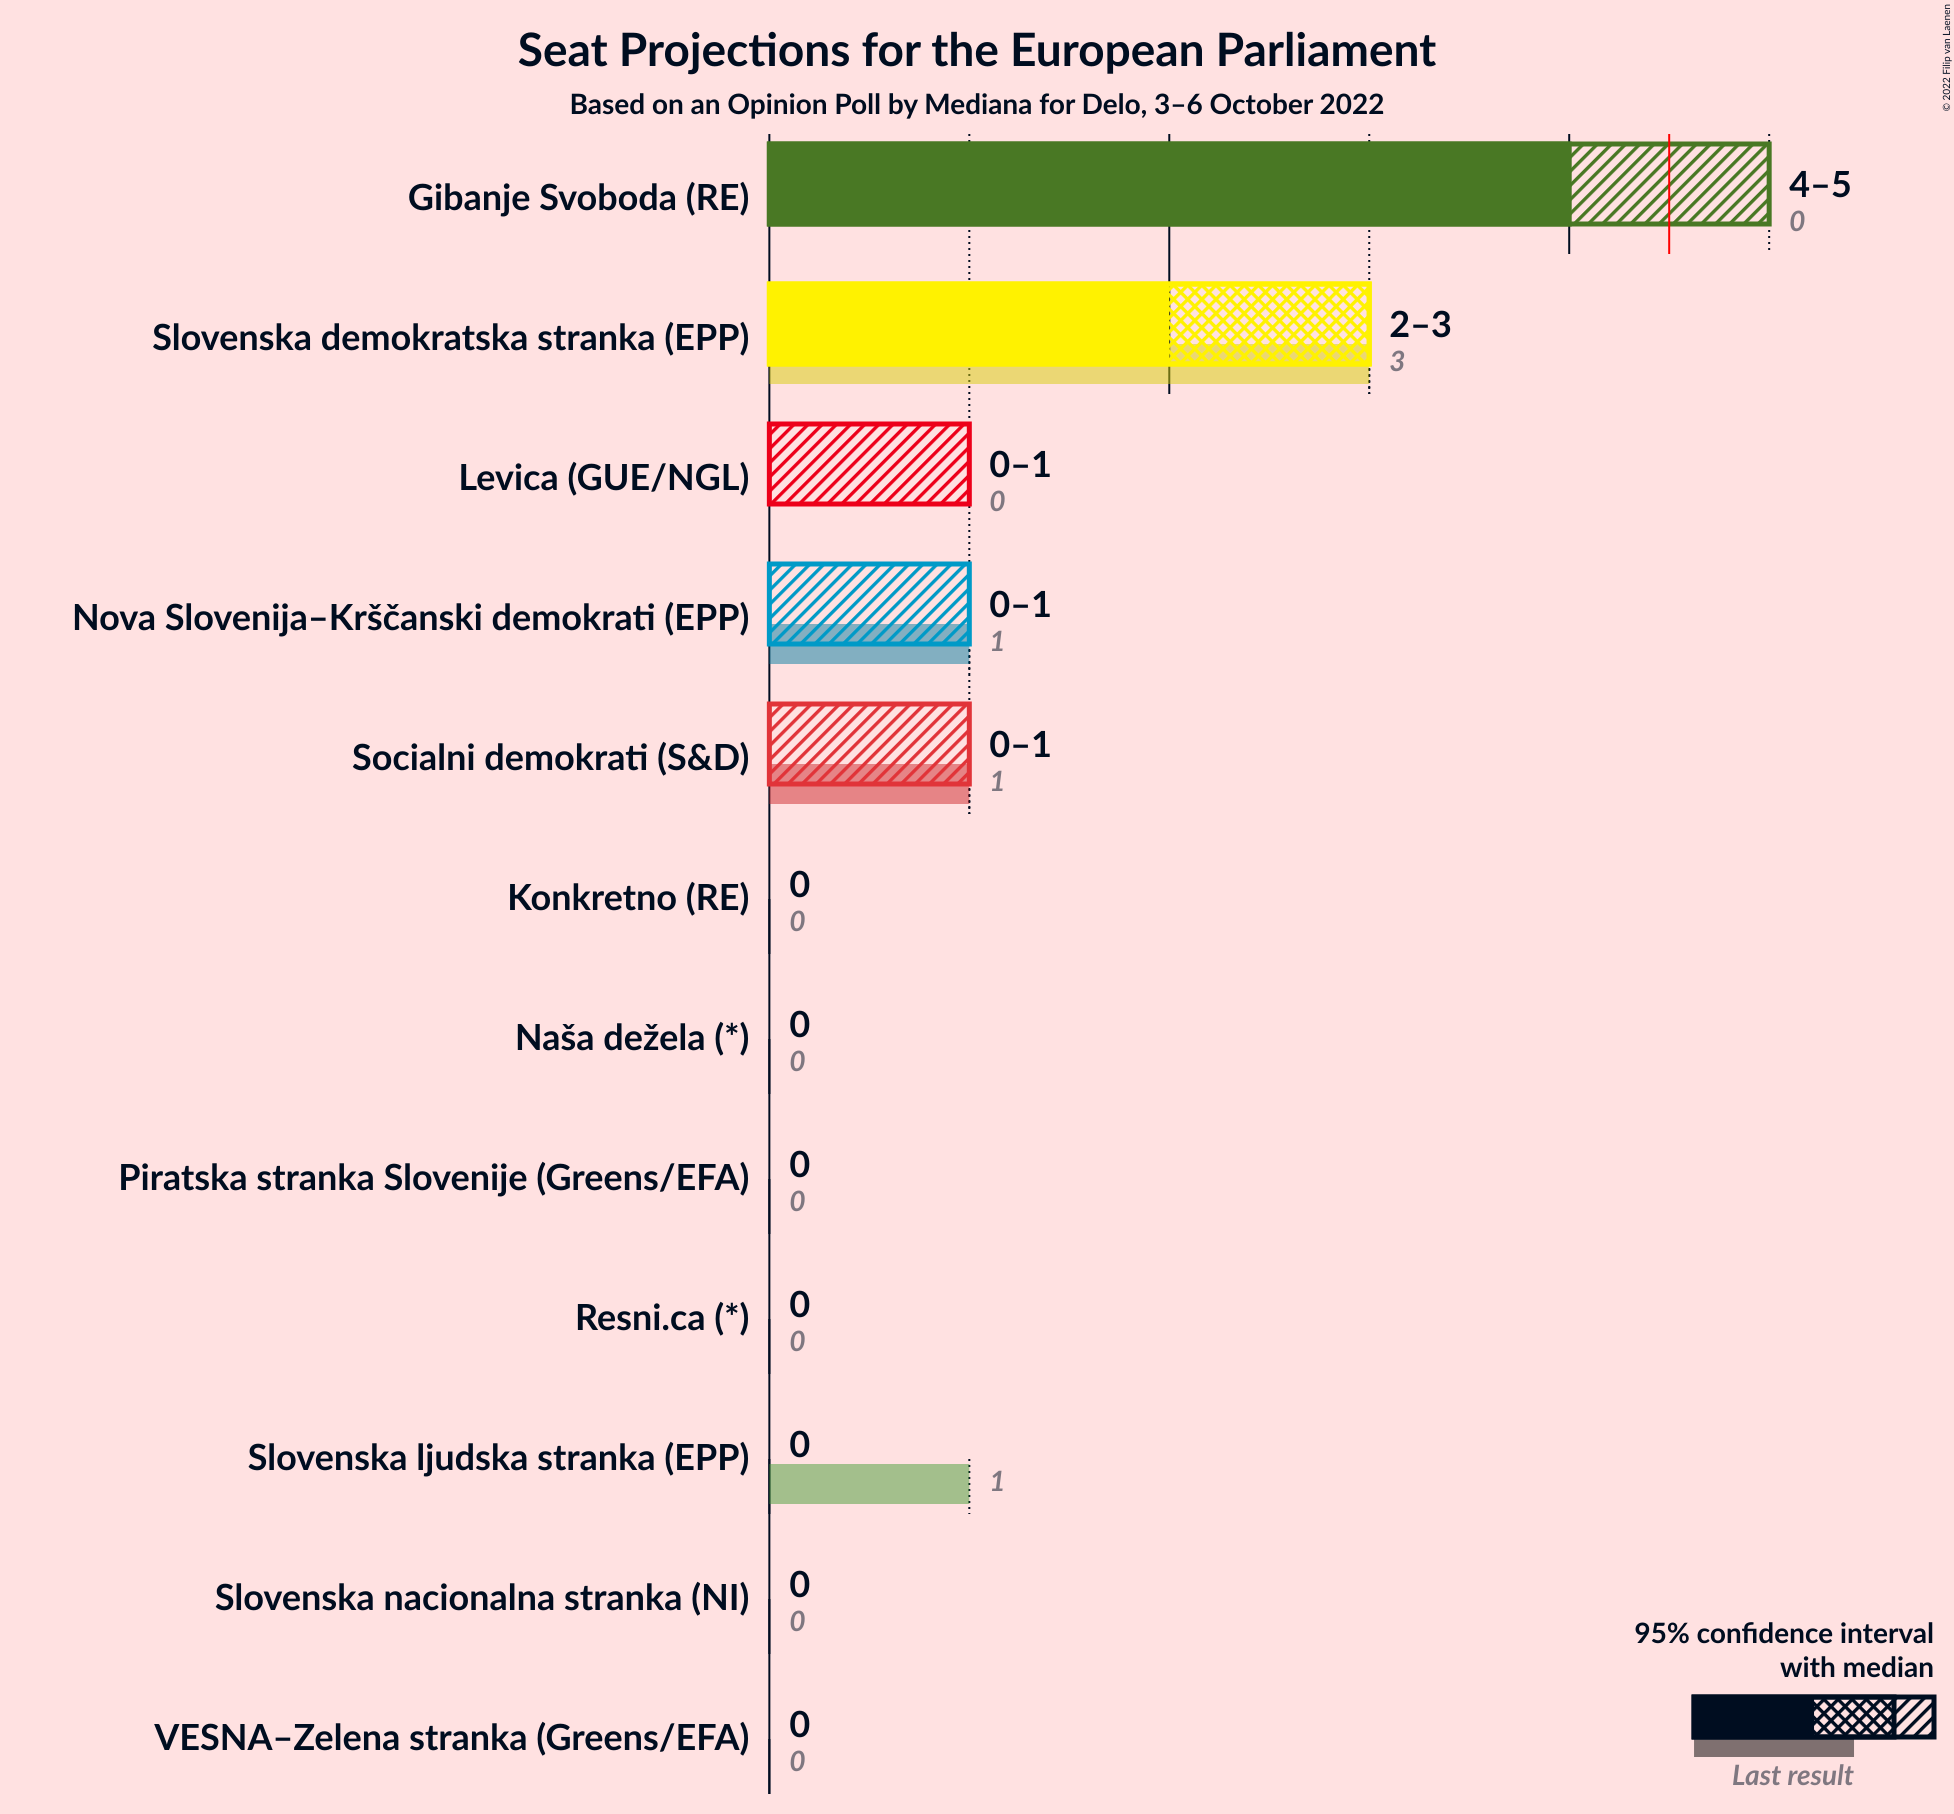 Seat Projections for the European Parliament
Based on an Opinion Poll by Mediana for Delo, 3–6 October 2022
© 2022 Filip van Laenen
Gibanje Svoboda (RE)
4–5
0
Slovenska demokratska stranka (EPP)
2–3
3
Levica (GUE/NGL)
0–1
0
Nova Slovenija–Krščanski demokrati (EPP)
0–1
1
Socialni demokrati (S&D)
0–1
1
Konkretno (RE)
0
0
Naša dežela (*)
0
0
Piratska stranka Slovenije (Greens/EFA)
0
0
Resni.ca (*)
0
0
Slovenska ljudska stranka (EPP)
0
1
Slovenska nacionalna stranka (NI)
0
0
VESNA–Zelena stranka (Greens/EFA)
0
0
95% confidence interval
with median
Last result